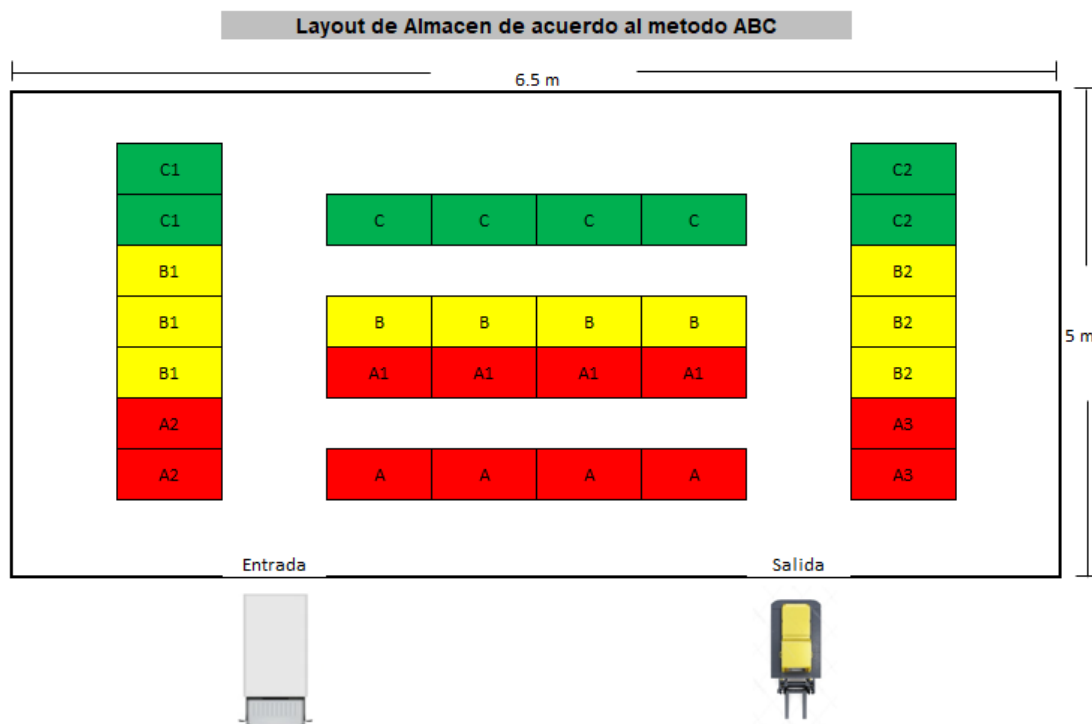 Layout de Almacen de acuerdo al metodo ABC
6.5 m
C1 C2
C1 C C C C C2
B1 B2
B1 B B B B B2
5 m
B1 A1 A1 A1 A1 B2
A2 A3
A2 A A A A A3
Entrada Salida